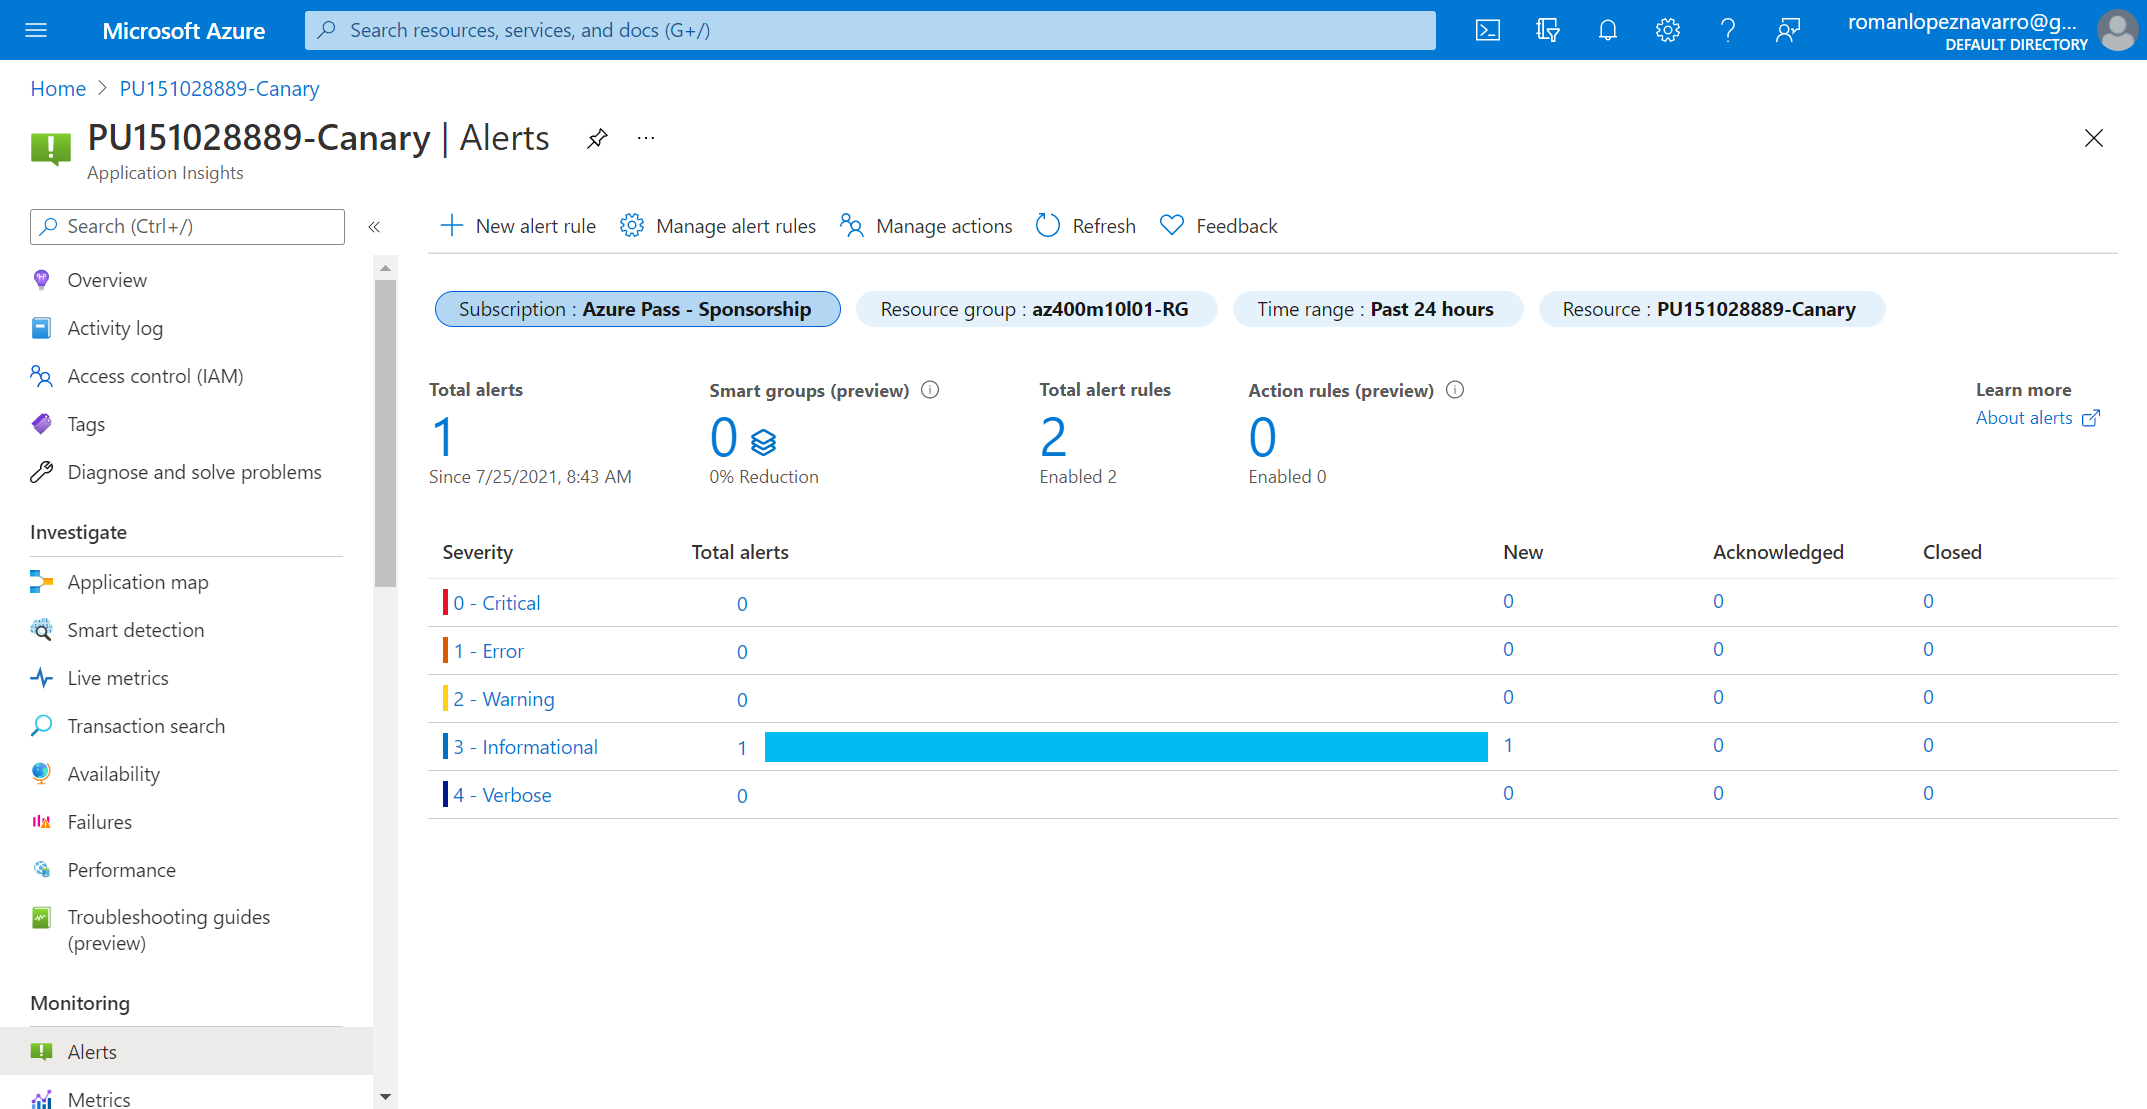 Microsoft Azure
Search resources, services, and docs (G+/)
romanlopeznavarro@g...
DEFAULT DIRECTORY
Home > PU151028889-Canary
PU151028889-Canary | Alerts
Application Insights
Search (Ctrl+/)
Overview
Activity log
Access control (IAM)
Tags
Diagnose and solve problems
Investigate
Application map
Smart detection
Live metrics
Transaction search
Availability
Failures
Performance
Troubleshooting guides
(preview)
Monitoring
Alerts
Metrics
New alert rule Manage alert rules Manage actions Refresh Feedback
Subscription : Azure Pass - Sponsorship Resource group : az400m10l01-RG Time range : Past 24 hours Resource : PU151028889-Canary
Total alerts
1
Since 7/25/2021, 8:43 AM
Smart groups (preview)
0
0% Reduction
Total alert rules
2
Enabled 2
Action rules (preview)
0
Enabled 0
Learn more
About alerts
Severity Total alerts New Acknowledged Closed
0 - Critical 0 0 0 0
1 - Error 0 0 0 0
2 - Warning 0 0 0 0
3 - Informational 1 1 0 0
4 - Verbose 0 0 0 0